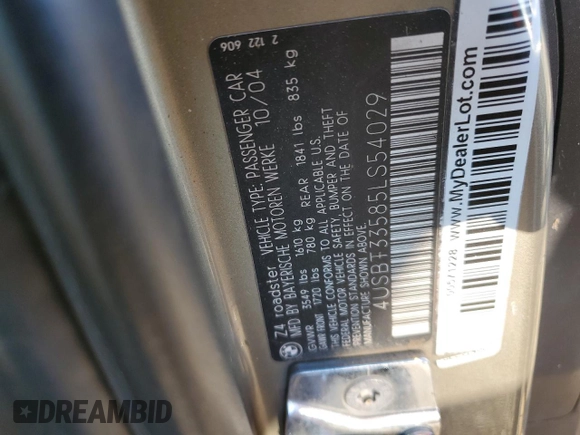 2 122 606
Z4 roadster VEHICLE TYPE: PASSENGER CAR
MFD BY BAYERISCHE MOTOREN WERKE 10/04
GVWR 3549 lbs 1610 kg REAR 1841 lbs 835 kg
GAWR FRONT 1720 lbs 780 kg
THIS VEHICLE CONFORMS TO ALL APPLICABLE U.S.
FEDERAL MOTOR VEHICLE SAFETY, BUMPER AND THEFT
PREVENTION STANDARDS IN EFFECT ON THE
DATE OF MANUFACTURE SHOWN ABOVE.
4USBT33585LS54029
www.MyDealerLot.com
DREAMBID